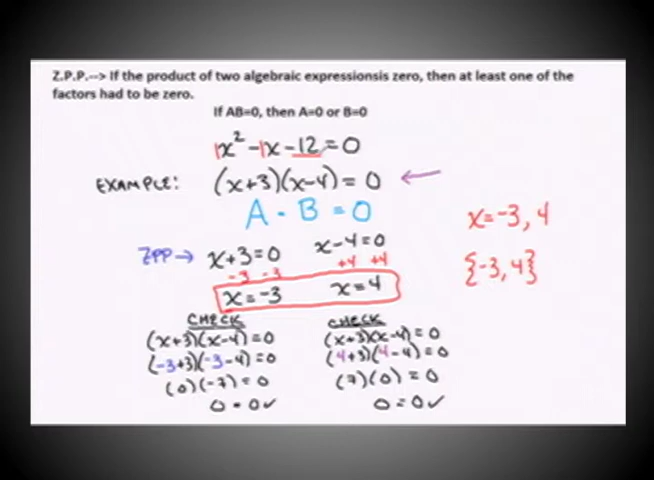 Z.P.P.--> If the product of two algebraic expressionsis zero, then at least one of the
factors had to be zero.
If AB=0, then A=0 or B=0
1x² -1x -12 = 0
EXAMPLE: (x+3)(x-4) = 0 ←
A · B = 0
x = -3, 4
ZPP → x+3=0 x-4=0
-3 -3 +4 +4
{-3, 4}
x = -3 x = 4
CHECK CHECK
(x+3)(x-4)=0 (x+3)(x-4)=0
(-3+3)(-3-4)=0 (4+3)(4-4)=0
(0)(-7)=0 (7)(0)=0
0=0✓ 0=0✓